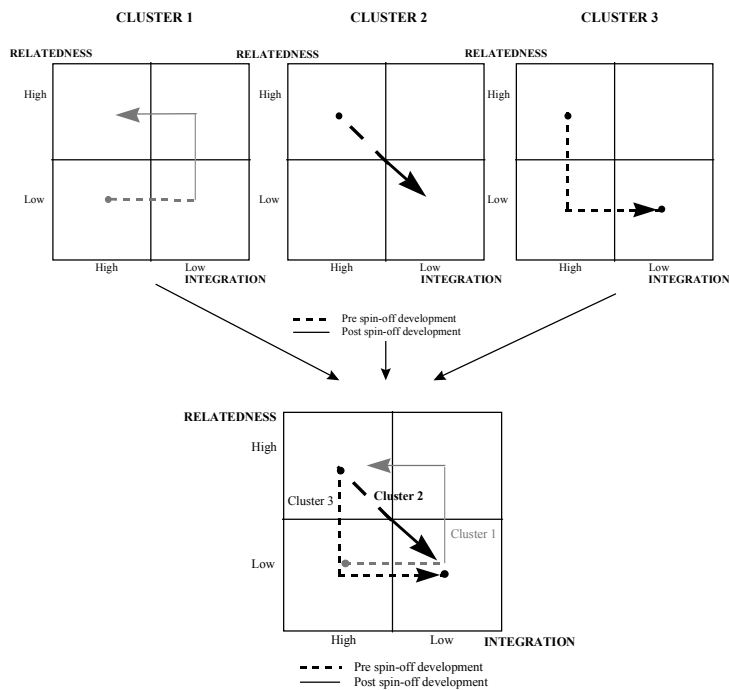 CLUSTER 1
CLUSTER 2
CLUSTER 3
RELATEDNESS
High
Low
High
Low
INTEGRATION
RELATEDNESS
High
Low
High
Low
INTEGRATION
RELATEDNESS
High
Low
High
Low
INTEGRATION
Pre spin-off development
Post spin-off development
RELATEDNESS
High
Cluster 3
Cluster 2
Cluster 1
Low
High
Low
INTEGRATION
Pre spin-off development
Post spin-off development